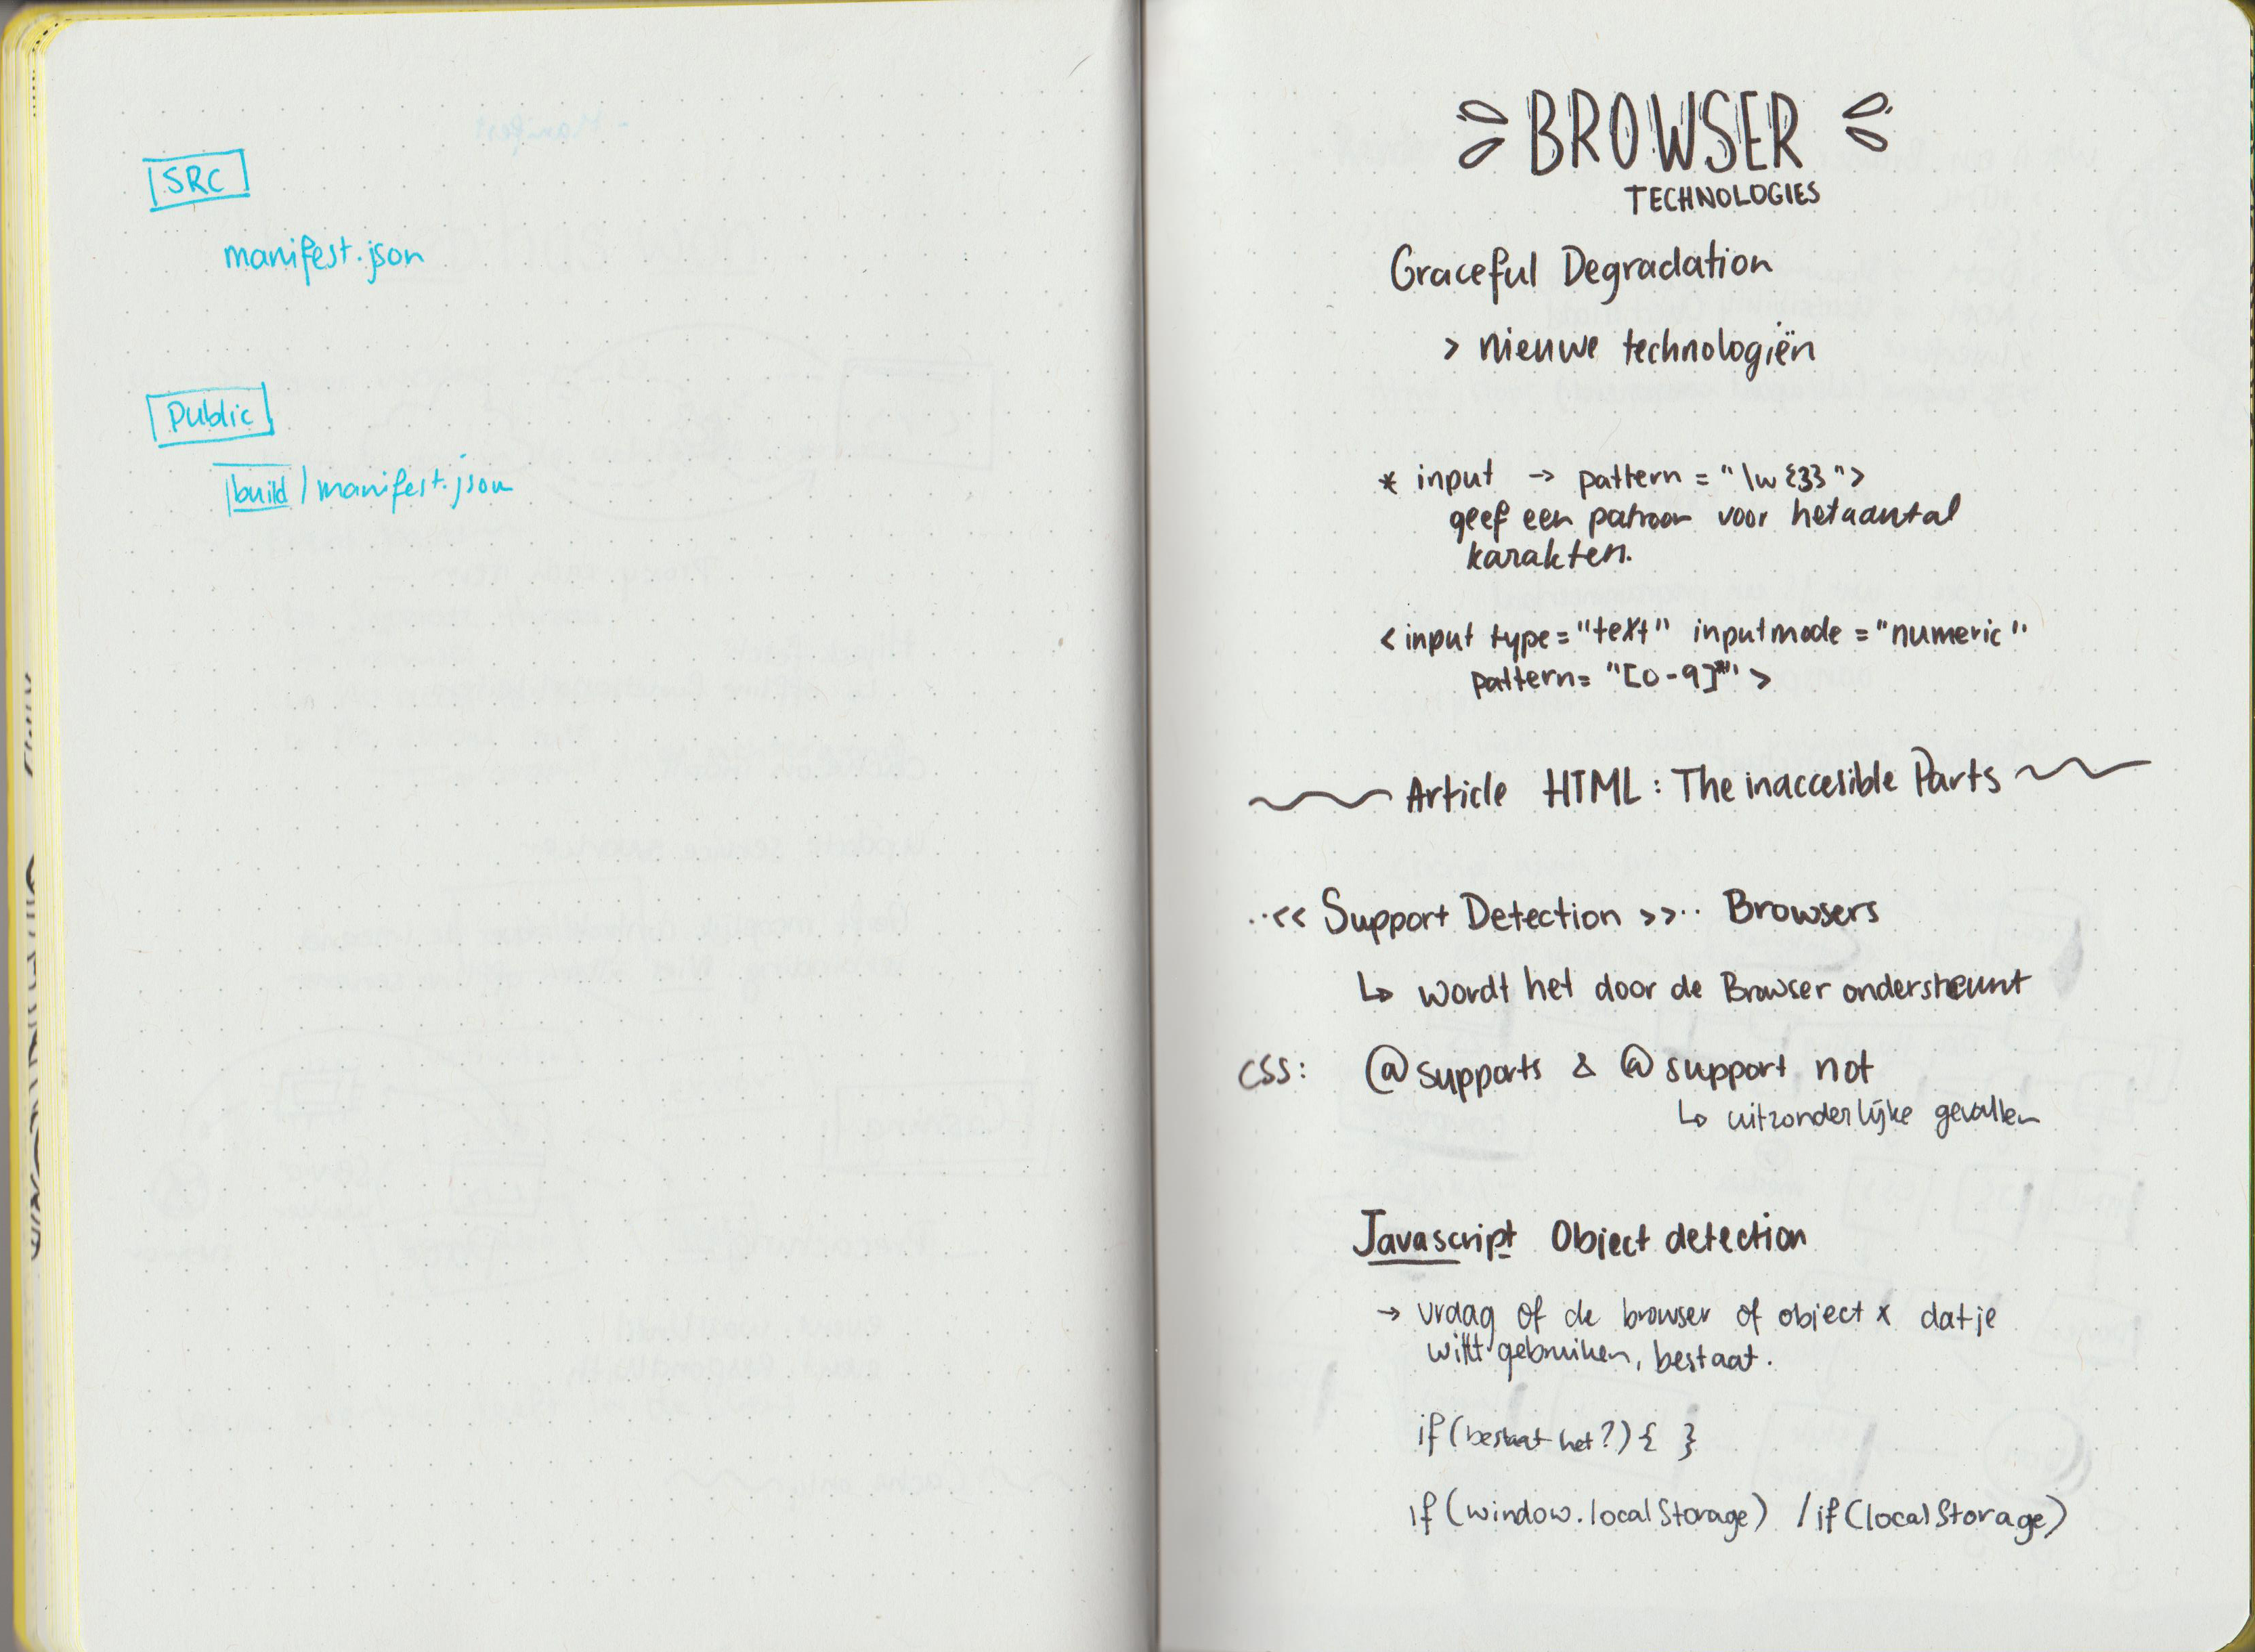 SRC
manifest.json
Public
build / manifest.json
BROWSER
TECHNOLOGIES
Graceful Degradation
> nieuwe technologiën
* input → pattern = "\w{3}">
geef een patroon voor het aantal
karakters.
<input type="text" inputmode="numeric"
pattern="[0-9]*">
Article HTML: The inaccesible Parts
..<< Support Detection >>.. Browsers
↳ wordt het door de Browser ondersteunt
CSS: @supports & @support not
↳ uitzonderlijke gevallen
Javascript Object detection
→ vraag of de browser of object x dat je
wilt gebruiken, bestaat.
if (bestaat het?) { }
if (window.localStorage) / if (localStorage)